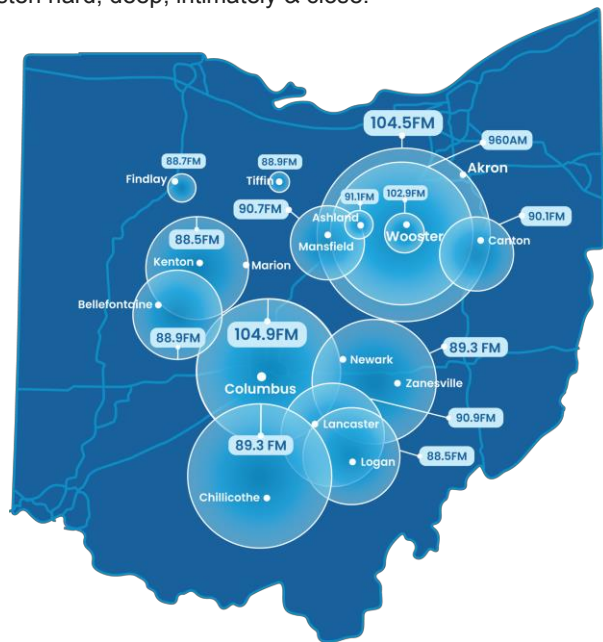 hard, deep, intimately & close.
104.5FM
960AM
Akron
88.7FM
88.9FM
Findlay
Tiffin
91.1FM
102.9FM
90.7FM
Ashland
90.1FM
Wooster
Mansfield
Canton
88.5FM
Kenton
Marion
Bellefontaine
104.9FM
88.9FM
89.3 FM
Newark
Columbus
Zanesville
90.9FM
Lancaster
89.3 FM
88.5FM
Logan
Chillicothe